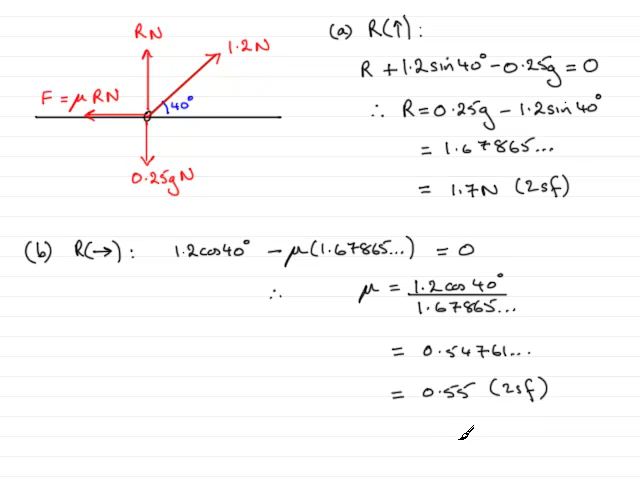 (a) R(↑):
RN
1.2N
R + 1.2sin40° - 0.25g = 0
F = μRN
40°
∴ R = 0.25g - 1.2sin40°
= 1.67865...
0.25gN
= 1.7N (2sf)
(b) R(→): 1.2cos40° - μ(1.67865...) = 0
∴ μ = 1.2cos40°
1.67865...
= 0.54761...
= 0.55 (2sf)